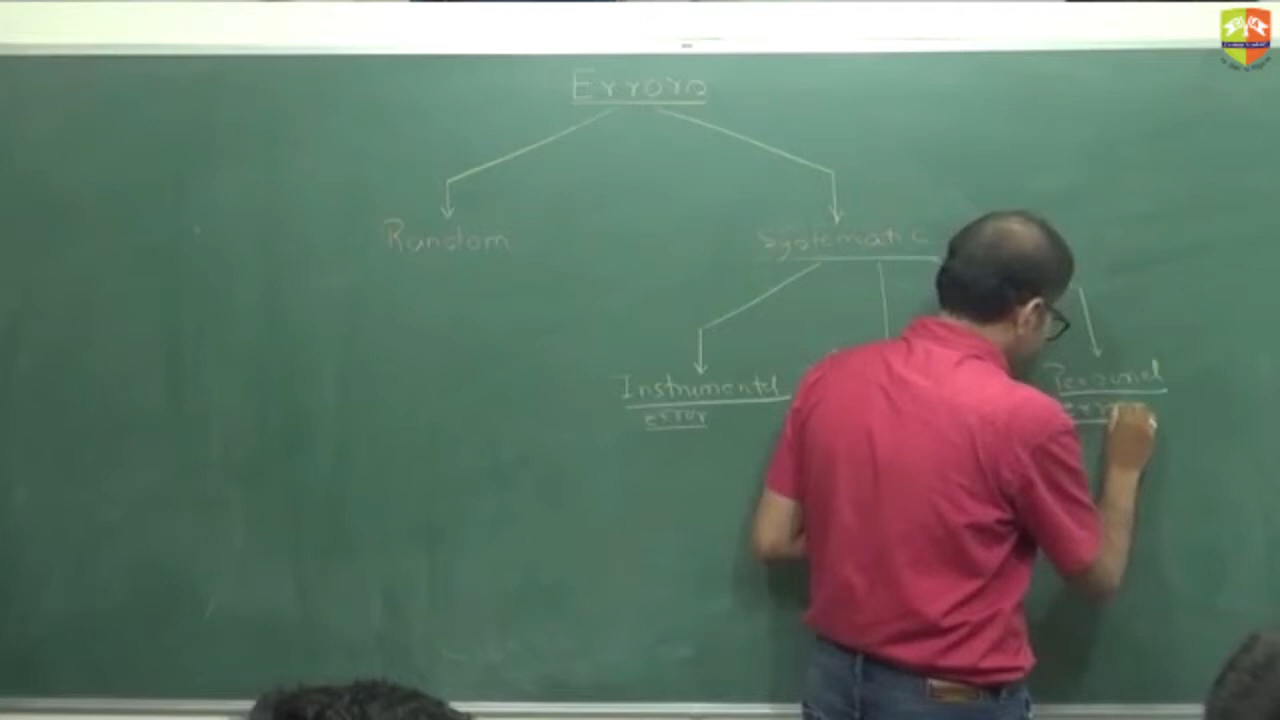 Errors
Random
Systematic
Instrumental
error
Personal